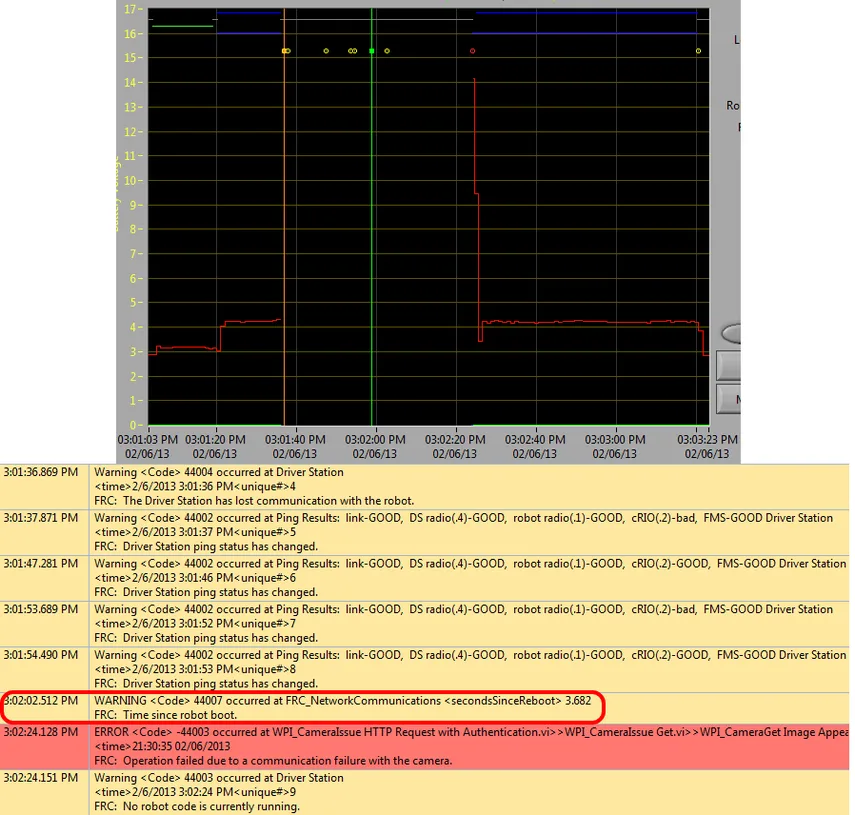 17
16
15
14
13
12
11
10
9
8
7
6
5
4
3
2
1
0
L
Ro
03:01:03 PM 03:01:20 PM 03:01:40 PM 03:02:00 PM 03:02:20 PM 03:02:40 PM 03:03:00 PM 03:03:23 PM
02/06/13 02/06/13 02/06/13 02/06/13 02/06/13 02/06/13 02/06/13 02/06/13
3:01:36.869 PM Warning <Code> 44004 occurred at Driver Station
<time>2/6/2013 3:01:36 PM<unique#>4
FRC: The Driver Station has lost communication with the robot.
3:01:37.871 PM Warning <Code> 44002 occurred at Ping Results: link-GOOD, DS radio(.4)-GOOD, robot radio(.1)-GOOD, cRIO(.2)-bad, FMS-GOOD Driver Station
<time>2/6/2013 3:01:37 PM<unique#>5
FRC: Driver Station ping status has changed.
3:01:47.281 PM Warning <Code> 44002 occurred at Ping Results: link-GOOD, DS radio(.4)-GOOD, robot radio(.1)-GOOD, cRIO(.2)-GOOD, FMS-GOOD Driver Station
<time>2/6/2013 3:01:46 PM<unique#>6
FRC: Driver Station ping status has changed.
3:01:53.689 PM Warning <Code> 44002 occurred at Ping Results: link-GOOD, DS radio(.4)-GOOD, robot radio(.1)-GOOD, cRIO(.2)-bad, FMS-GOOD Driver Station
<time>2/6/2013 3:01:52 PM<unique#>7
FRC: Driver Station ping status has changed.
3:01:54.490 PM Warning <Code> 44002 occurred at Ping Results: link-GOOD, DS radio(.4)-GOOD, robot radio(.1)-GOOD, cRIO(.2)-GOOD, FMS-GOOD Driver Station
<time>2/6/2013 3:01:53 PM<unique#>8
FRC: Driver Station ping status has changed.
3:02:02.512 PM WARNING <Code> 44007 occurred at FRC_NetworkCommunications <secondsSinceReboot> 3.682
FRC: Time since robot boot.
3:02:24.128 PM ERROR <Code> -44003 occurred at WPI_CameraIssue HTTP Request with Authentication.vi>>WPI_CameraIssue Get.vi>>WPI_CameraGet Image Appea
<time>21:30:35 02/06/2013
FRC: Operation failed due to a communication failure with the camera.
3:02:24.151 PM Warning <Code> 44003 occurred at Driver Station
<time>2/6/2013 3:02:24 PM<unique#>9
FRC: No robot code is currently running.